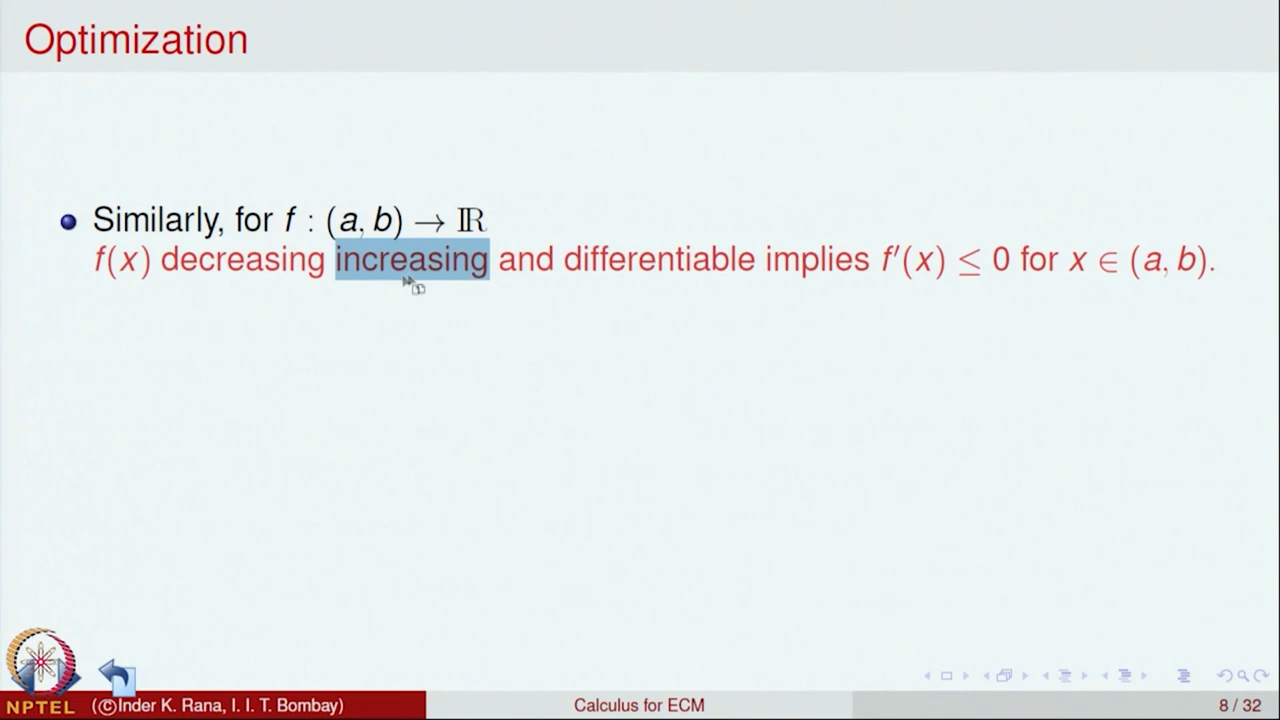 Optimization
Similarly, for f : (a, b) → ℝ
f(x) decreasing increasing and differentiable implies f′(x) ≤ 0 for x ∈ (a, b).
NPTEL
(©Inder K. Rana, I. I. T. Bombay)
Calculus for ECM
8 / 32